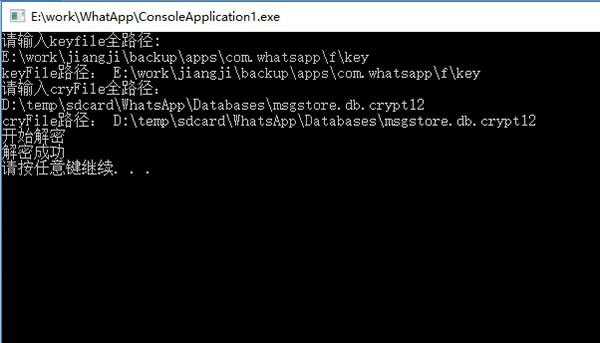 E:\work\WhatApp\ConsoleApplication1.exe
请输入keyfile全路径:
E:\work\jiangji\backup\apps\com.whatsapp\f\key
keyFile路径： E:\work\jiangji\backup\apps\com.whatsapp\f\key
请输入cryFile全路径：
D:\temp\sdcard\WhatsApp\Databases\msgstore.db.crypt12
cryFile路径： D:\temp\sdcard\WhatsApp\Databases\msgstore.db.crypt12
开始解密
解密成功
请按任意键继续. . .